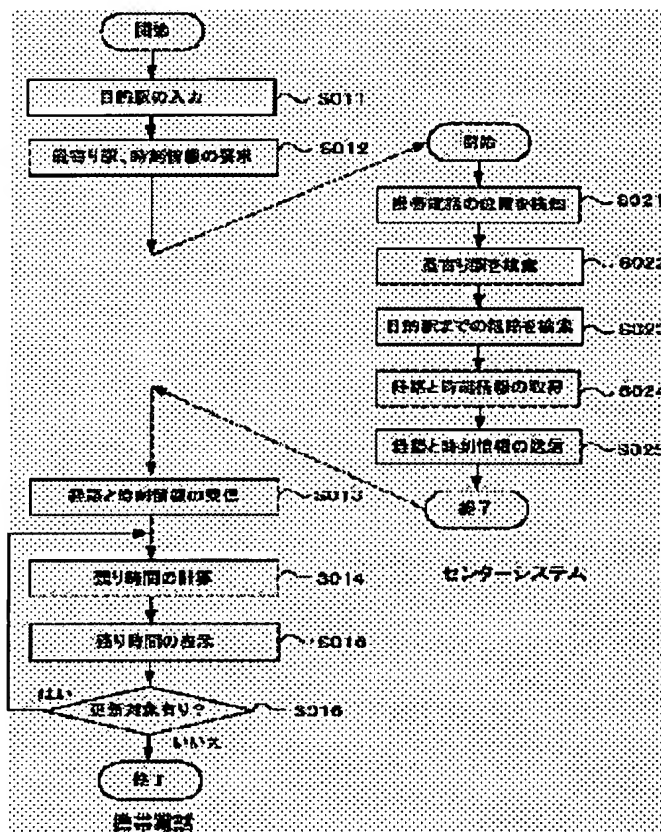 開始
目的駅の入力
S011
最寄り駅、時刻情報の要求
S012
開始
携帯電話の位置を検知
S021
最寄り駅を検索
S022
目的駅までの経路を検索
S023
経路と時刻情報の取得
S024
経路と時刻情報の送信
S025
終了
センターシステム
経路と時刻情報の受信
S013
残り時間の計算
S014
残り時間の表示
S015
更新対象有り?
S016
はい
いいえ
終了
携帯電話